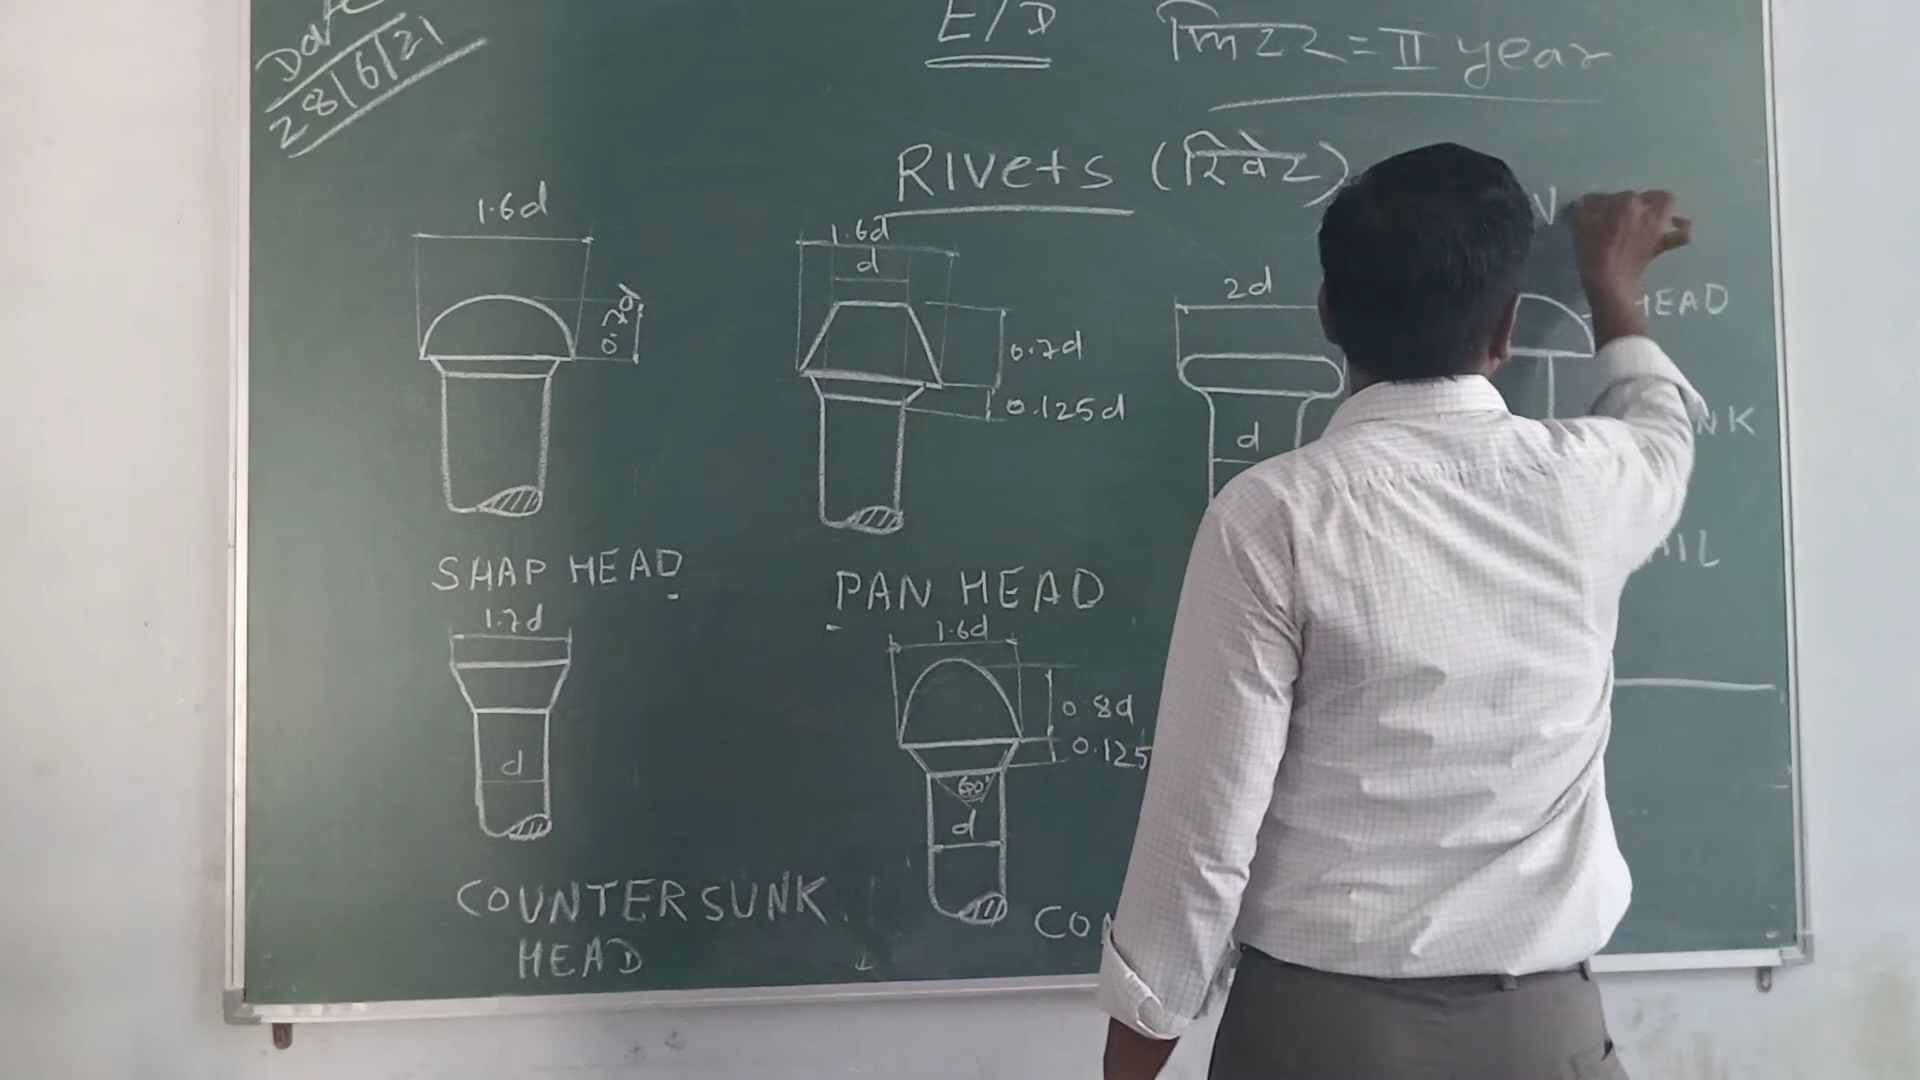 Date
28/6/21
E/D
फिटर = II year
Rivets (रिवेट)
1.6d
0.7d
SHAP HEAD
1.6d
d
0.7d
0.125d
PAN HEAD
2d
d
HEAD
1.7d
d
COUNTERSUNK
HEAD
1.6d
0.8d
0.125
60°
d